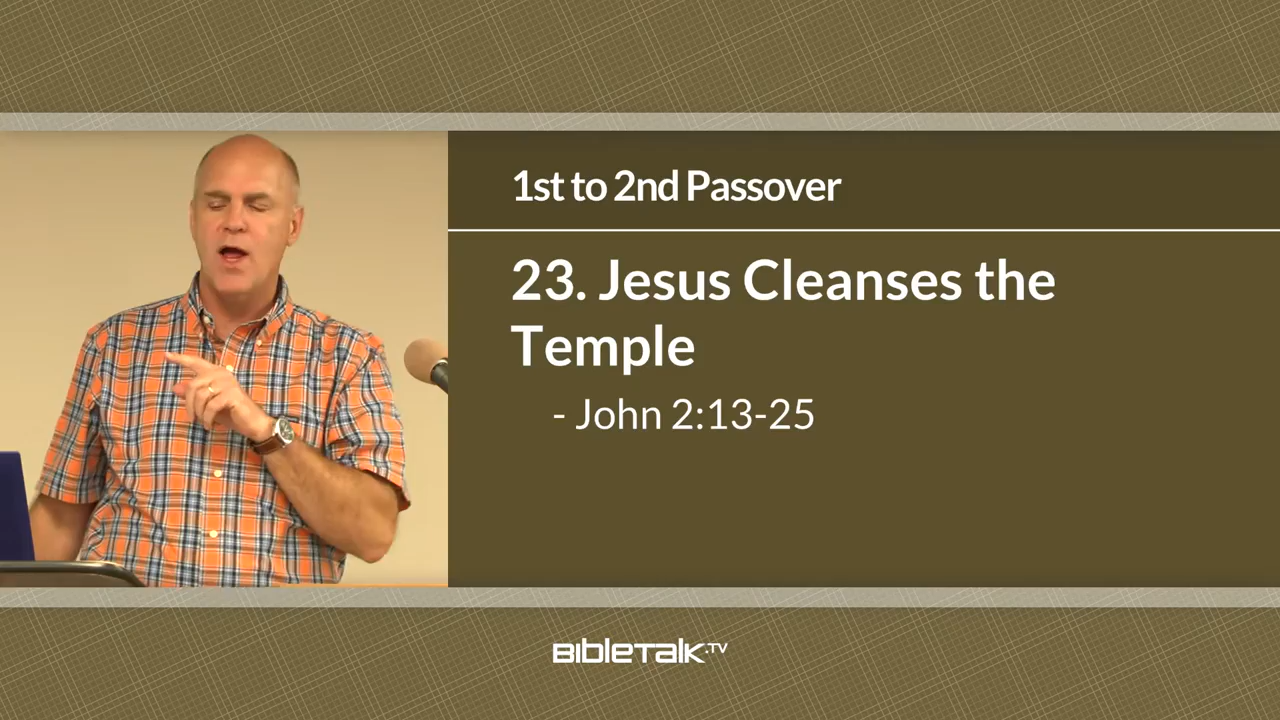 1st to 2nd Passover
23. Jesus Cleanses the
Temple
- John 2:13-25
BIBLETALK.TV